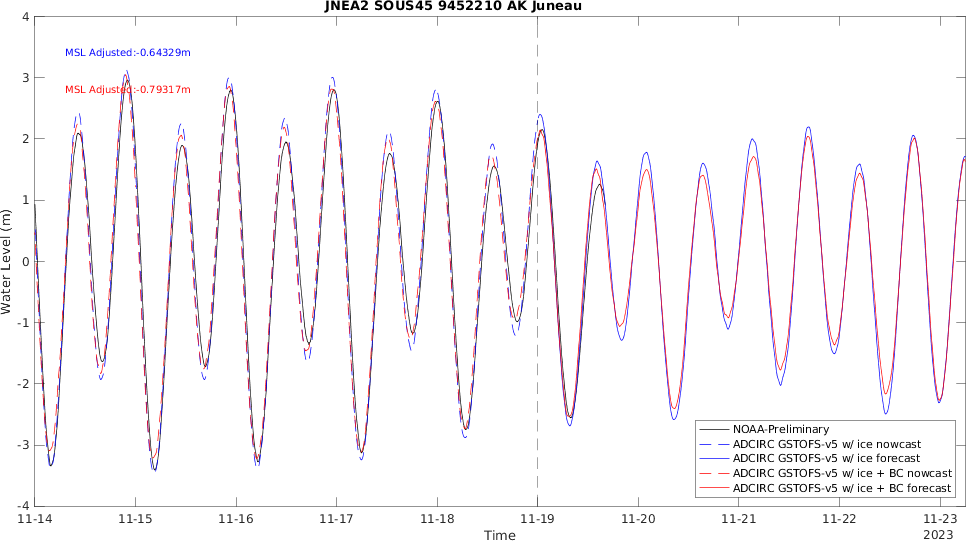 JNEA2 SOUS45 9452210 AK Juneau
MSL Adjusted:-0.64329m
MSL Adjusted:-0.79317m
4
3
2
1
0
-1
-2
-3
-4
Water Level (m)
NOAA-Preliminary
ADCIRC GSTOFS-v5 w/ ice nowcast
ADCIRC GSTOFS-v5 w/ ice forecast
ADCIRC GSTOFS-v5 w/ ice + BC nowcast
ADCIRC GSTOFS-v5 w/ ice + BC forecast
11-14 11-15 11-16 11-17 11-18 11-19 11-20 11-21 11-22 11-23
Time
2023